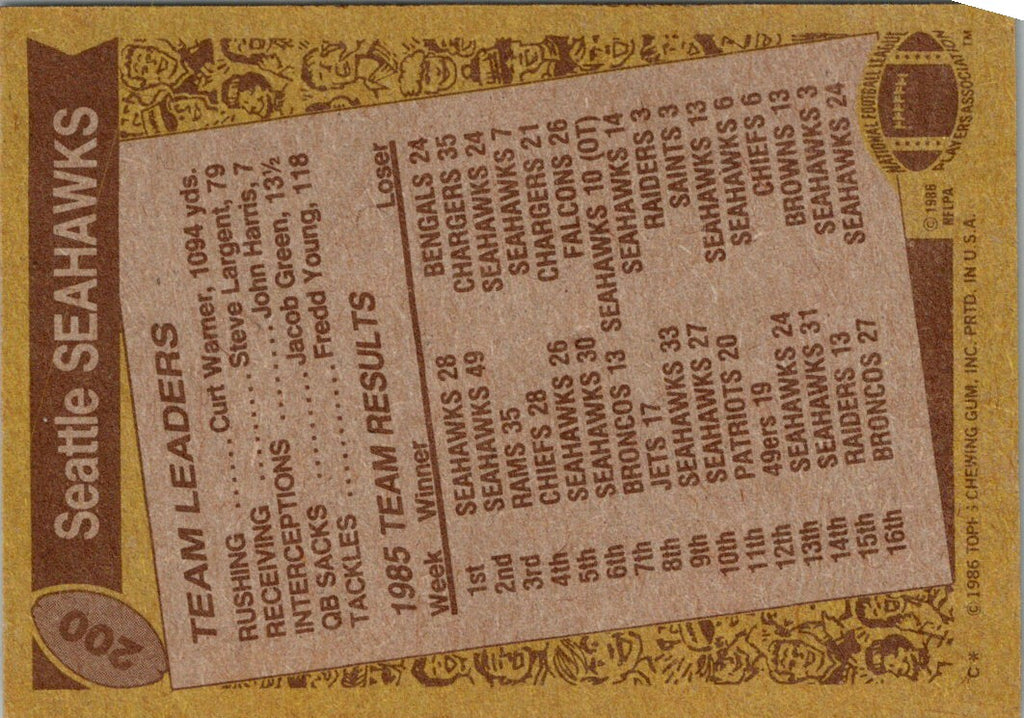 200
Seattle SEAHAWKS
TEAM LEADERS
RUSHING ...... Curt Warner, 1094 yds.
RECEIVING ............ Steve Largent, 79
INTERCEPTIONS ........ John Harris, 7
QB SACKS ............ Jacob Green, 13½
TACKLES .............. Fredd Young, 118
1985 TEAM RESULTS
Week Winner Loser
1st SEAHAWKS 28 BENGALS 24
2nd SEAHAWKS 49 CHARGERS 35
3rd RAMS 35 SEAHAWKS 24
4th CHIEFS 28 SEAHAWKS 7
5th SEAHAWKS 26 CHARGERS 21
6th SEAHAWKS 30 FALCONS 26
7th BRONCOS 13 SEAHAWKS 10 (OT)
8th JETS 17 SEAHAWKS 14
9th SEAHAWKS 33 RAIDERS 3
10th SEAHAWKS 27 SAINTS 3
11th PATRIOTS 20 SEAHAWKS 13
12th 49ers 19 SEAHAWKS 6
13th SEAHAWKS 24 CHIEFS 6
14th SEAHAWKS 31 BROWNS 13
15th RAIDERS 13 SEAHAWKS 3
16th BRONCOS 27 SEAHAWKS 24
NATIONAL FOOTBALL LEAGUE
PLAYERS ASSOCIATION ™
© 1986
NFLPA
C* © 1986 CHEWING GUM, INC. PRTD. IN U.S.A.